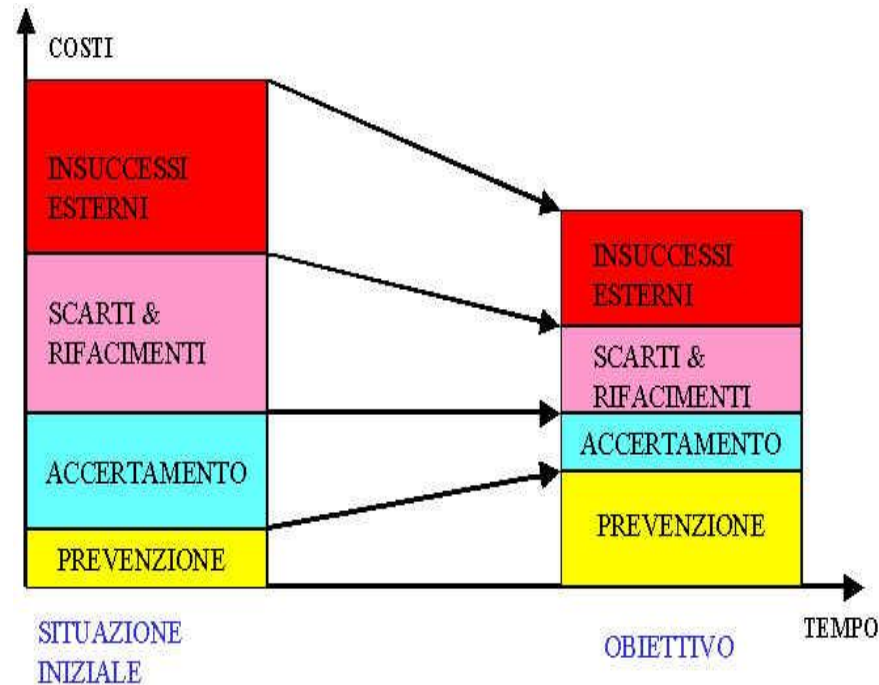 COSTI
INSUCCESSI
ESTERNI
SCARTI &
RIFACIMENTI
ACCERTAMENTO
PREVENZIONE
SITUAZIONE
INIZIALE
INSUCCESSI
ESTERNI
SCARTI &
RIFACIMENTI
ACCERTAMENTO
PREVENZIONE
OBIETTIVO
TEMPO